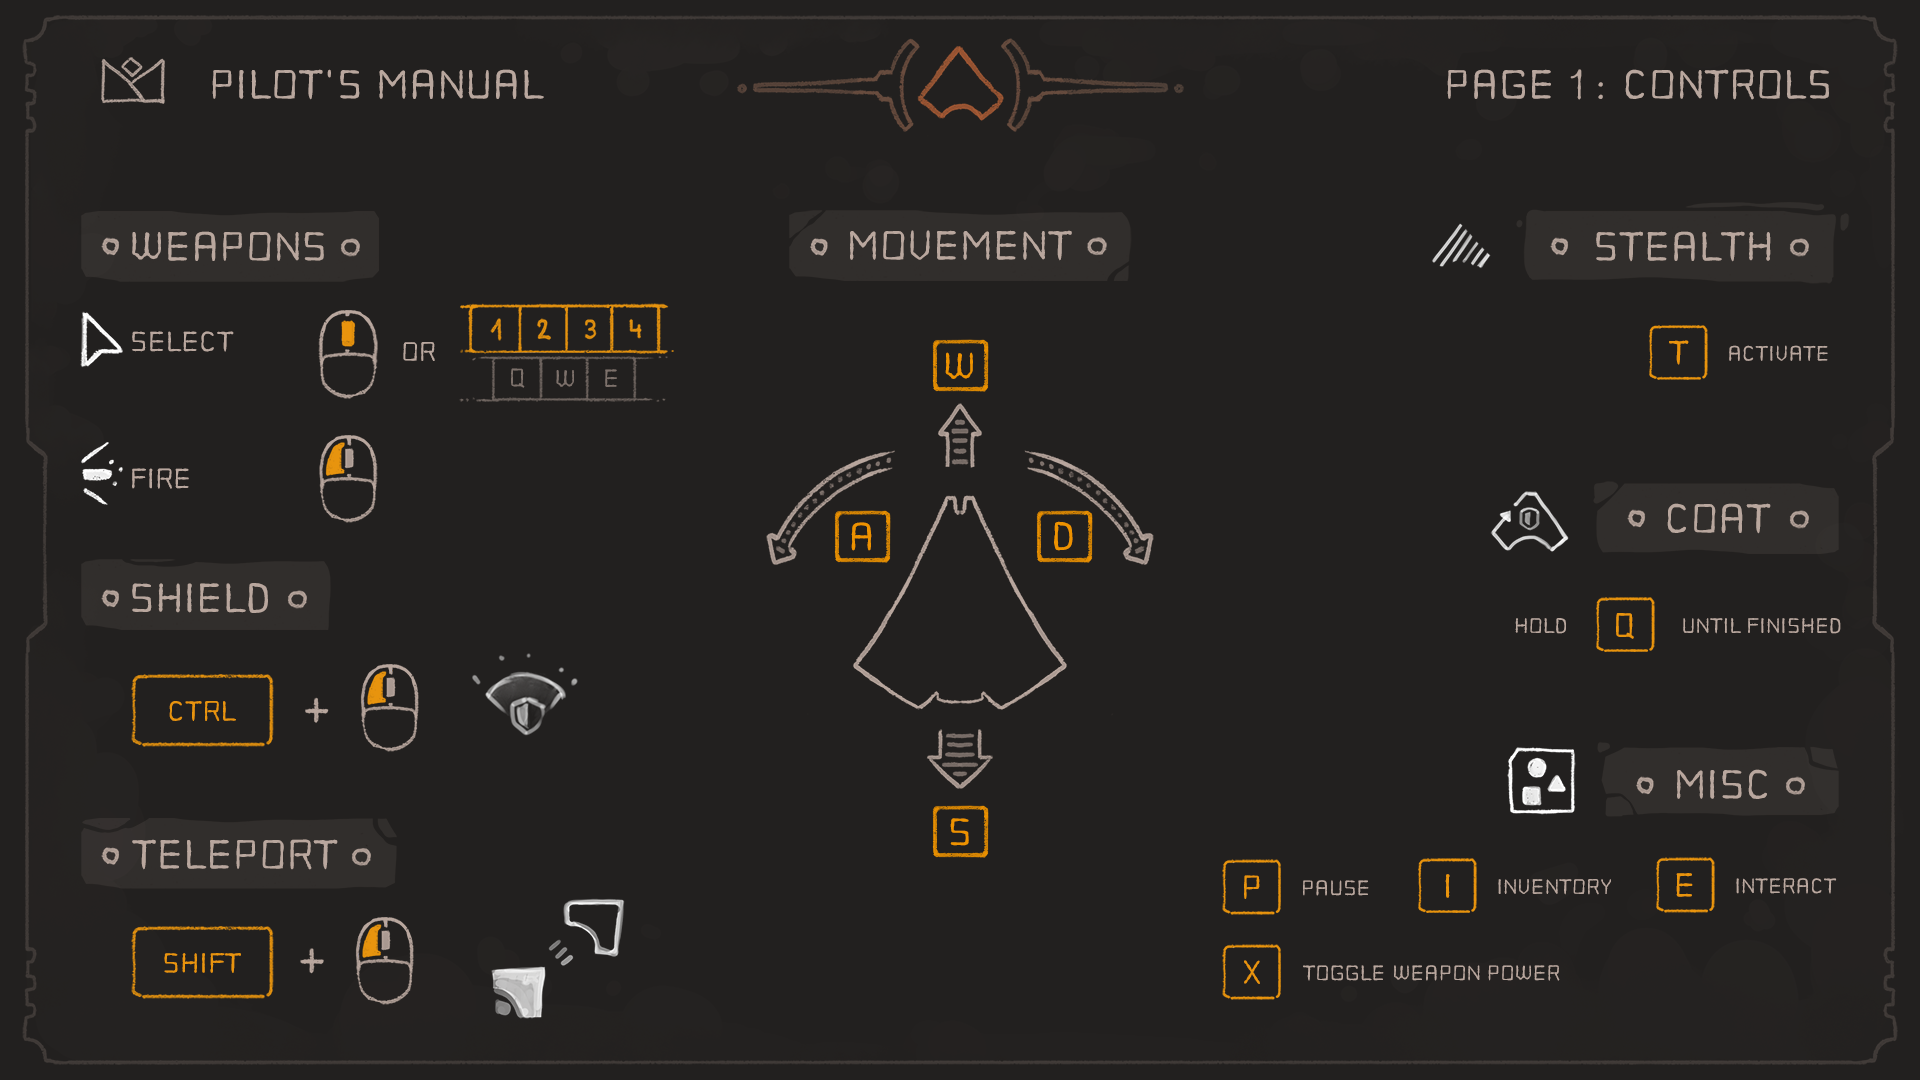 PILOT'S MANUAL
PAGE 1: CONTROLS
WEAPONS
SELECT
OR
1 2 3 4
Q W E
FIRE
SHIELD
CTRL +
TELEPORT
SHIFT +
MOVEMENT
W
A
D
S
STEALTH
T ACTIVATE
COAT
HOLD Q UNTIL FINISHED
MISC
P PAUSE I INVENTORY E INTERACT
X TOGGLE WEAPON POWER